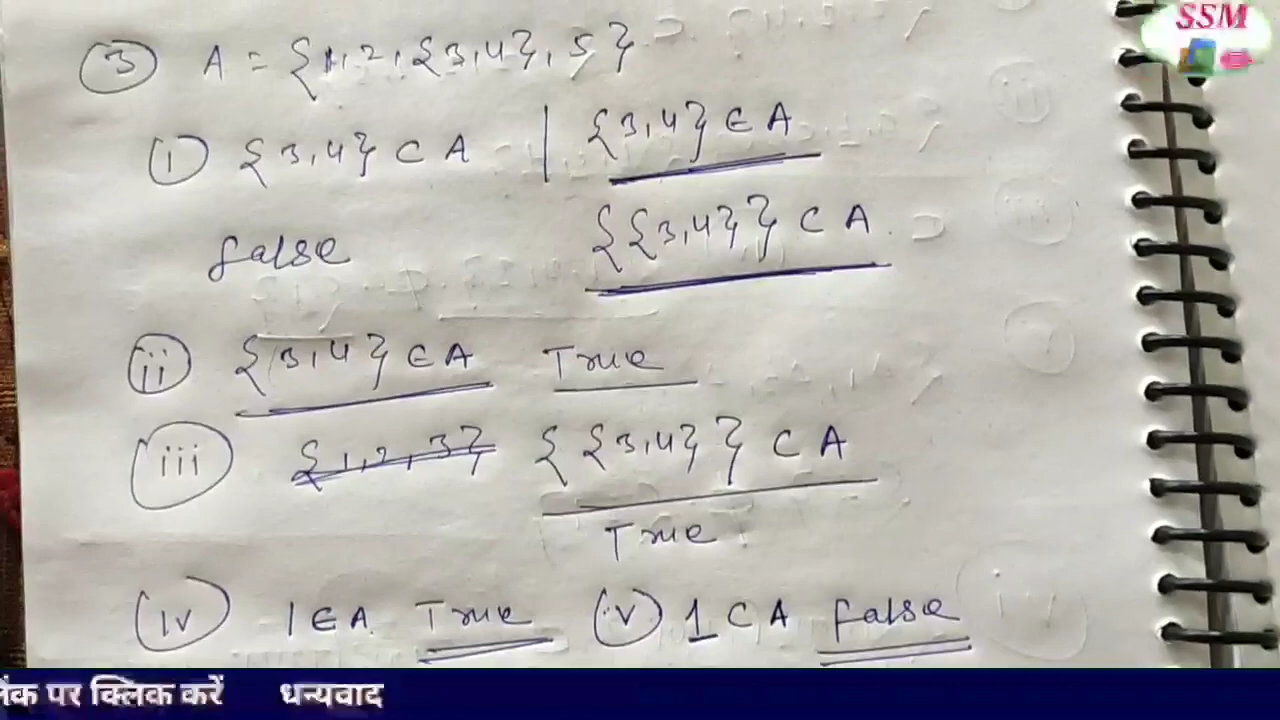 SSM
③ A = {1, 2, {3,4}, 5}
ⓘ {3,4} ⊂ A | {3,4} ∈ A
False {{3,4}} ⊂ A
ii {3,4} ∈ A True
iii {1, 2, 3} {{3,4}} ⊂ A
True
iv 1 ∈ A True v 1 ⊂ A False
पर क्लिक करें धन्यवाद